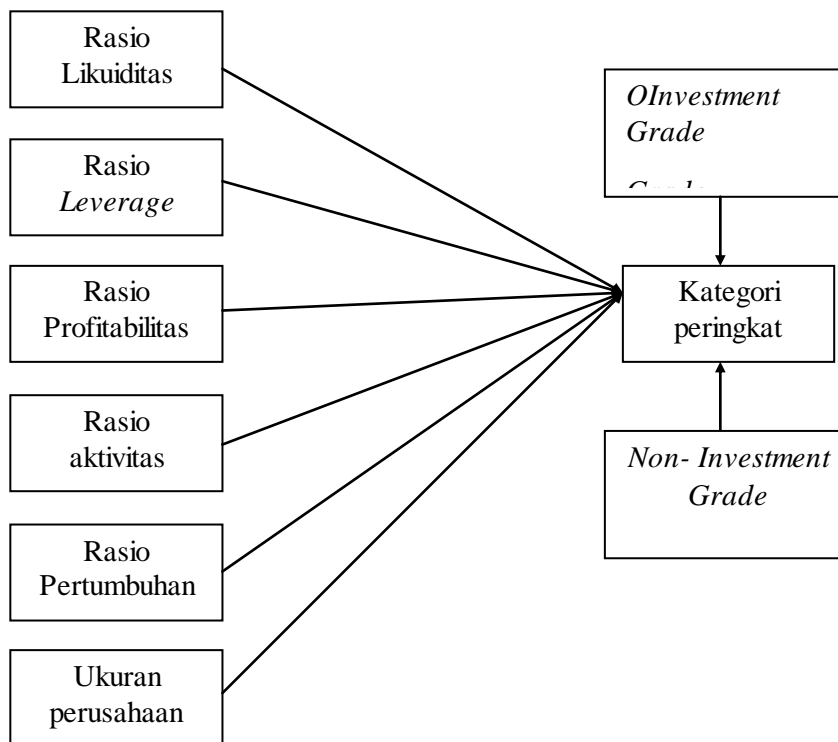 Rasio
Likuiditas
Rasio
Leverage
Rasio
Profitabilitas
Rasio
aktivitas
Rasio
Pertumbuhan
Ukuran
perusahaan
OInvestment
Grade
Grade
Kategori
peringkat
Non- Investment
Grade